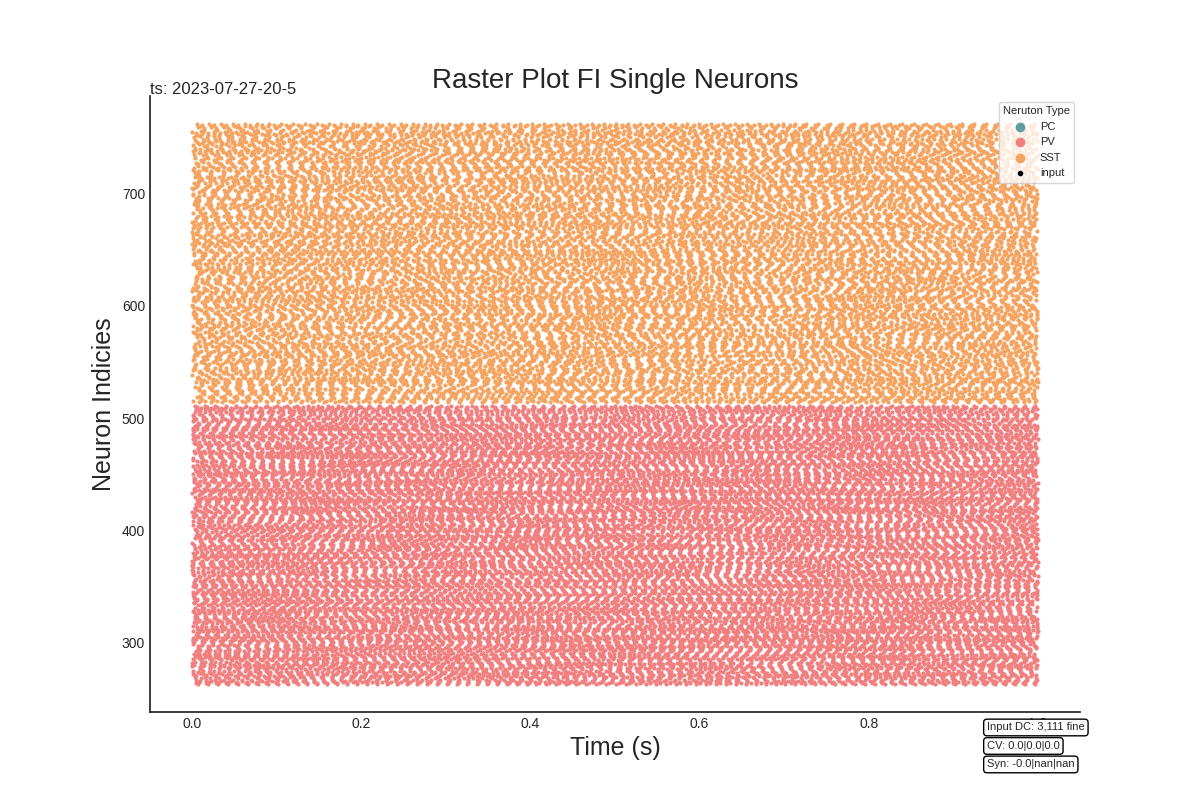 Raster Plot FI Single Neurons
ts: 2023-07-27-20-5
Neruton Type
PC
PV
SST
input
700
600
500
400
300
Neuron Indicies
0.0 0.2 0.4 0.6 0.8
Time (s)
Input DC: 3,111 fine
CV: 0.0|0.0|0.0
Syn: -0.0|nan|nan